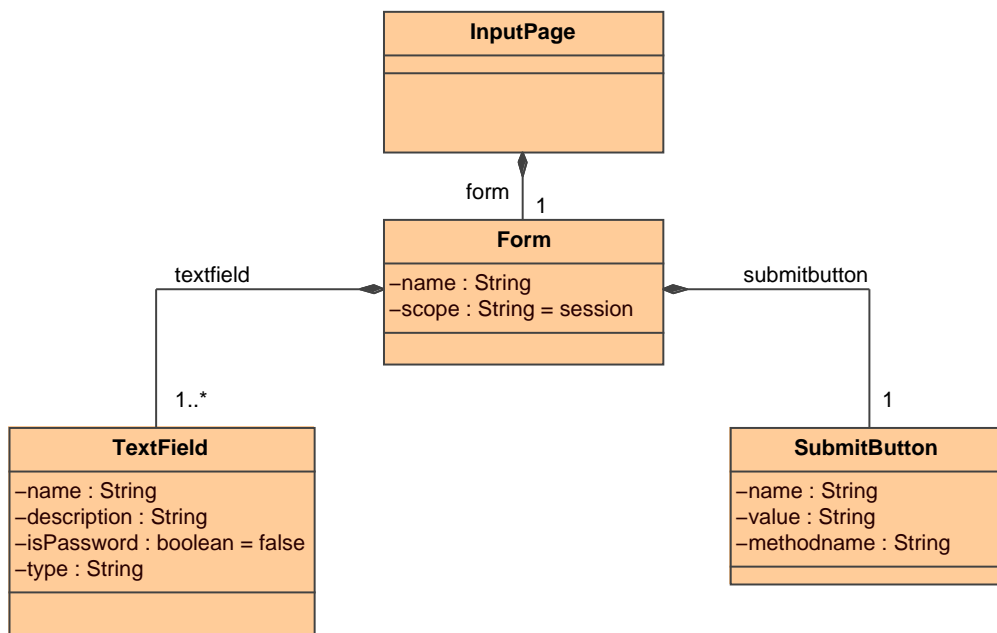 InputPage
form
1
Form
–name : String
–scope : String = session
textfield
submitbutton
1..*
1
TextField
–name : String
–description : String
–isPassword : boolean = false
–type : String
SubmitButton
–name : String
–value : String
–methodname : String